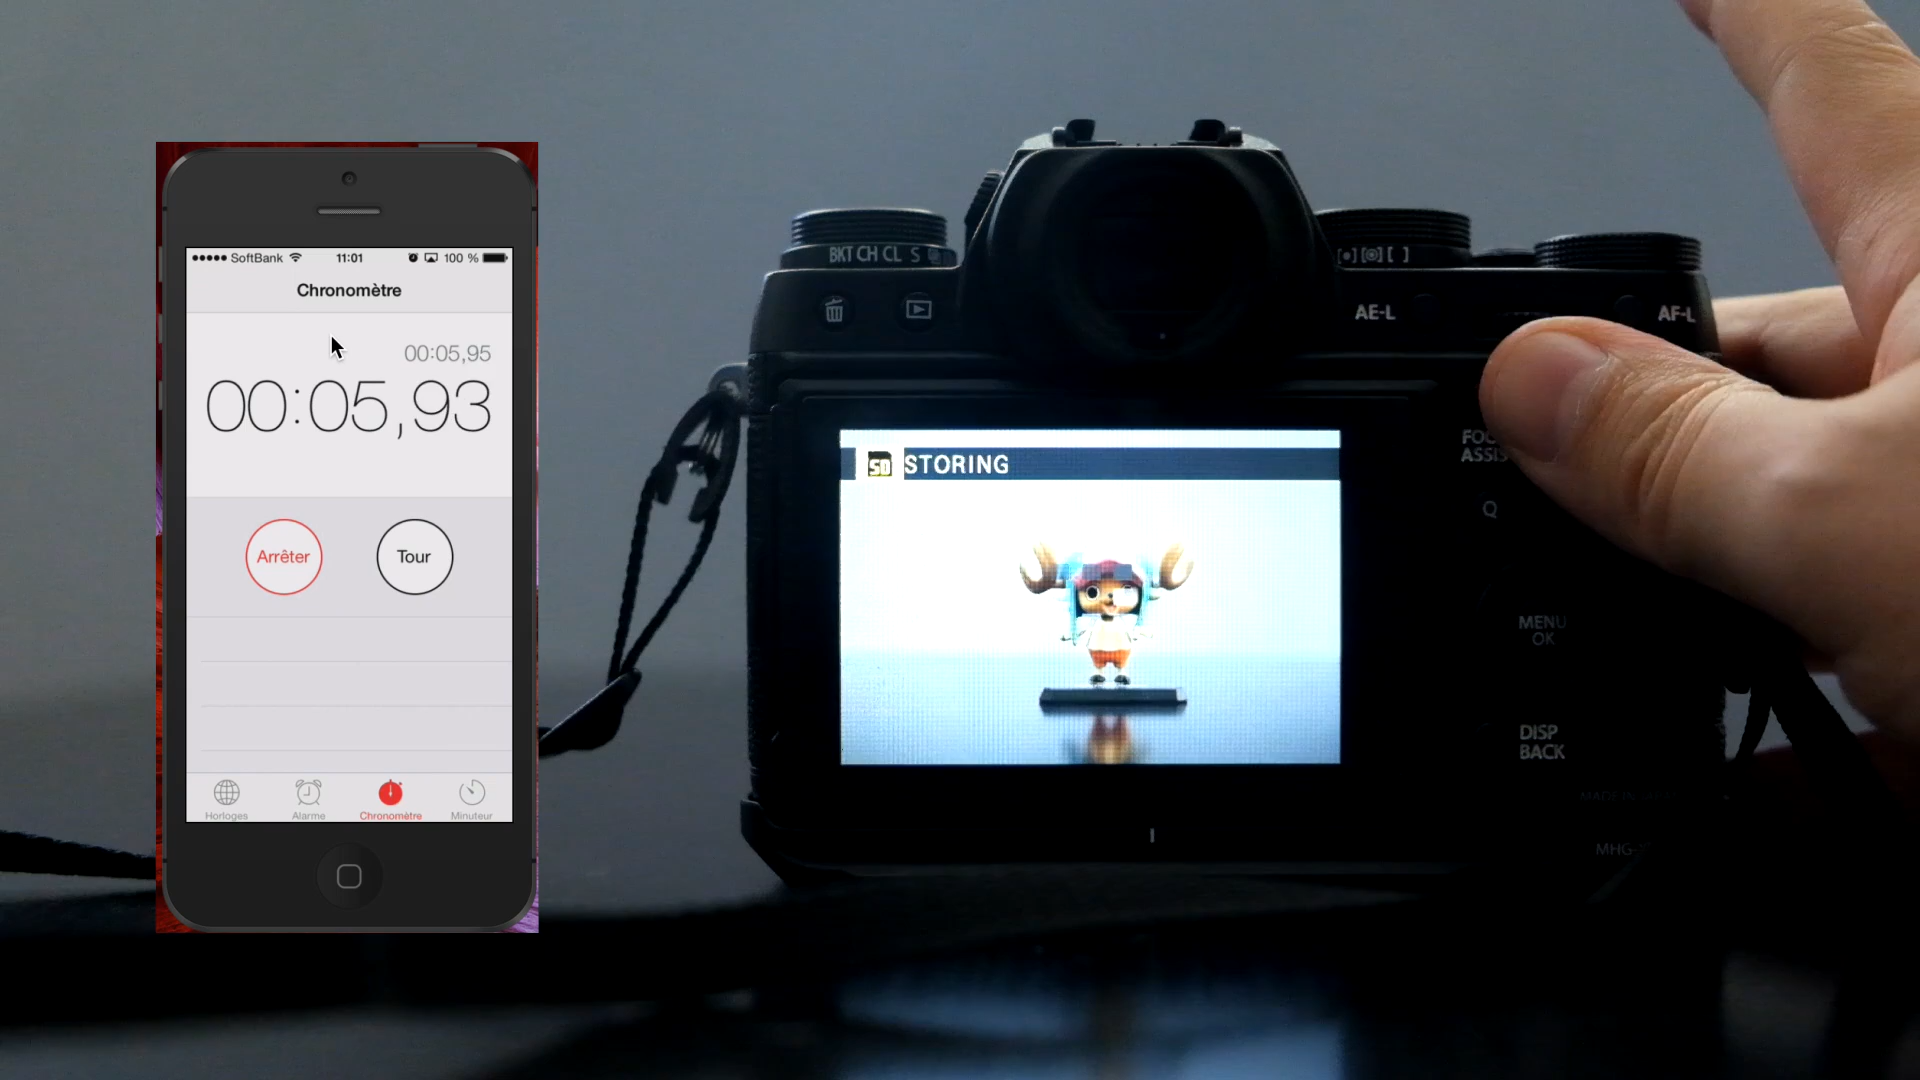 SoftBank 11:01 100 %
Chronomètre
00:05,95
00:05,93
Arrêter Tour
Horloges Alarme Chronomètre Minuteur
BKT CH CL S
AE-L AF-L
SD STORING
Q
MENU
OK
DISP
BACK